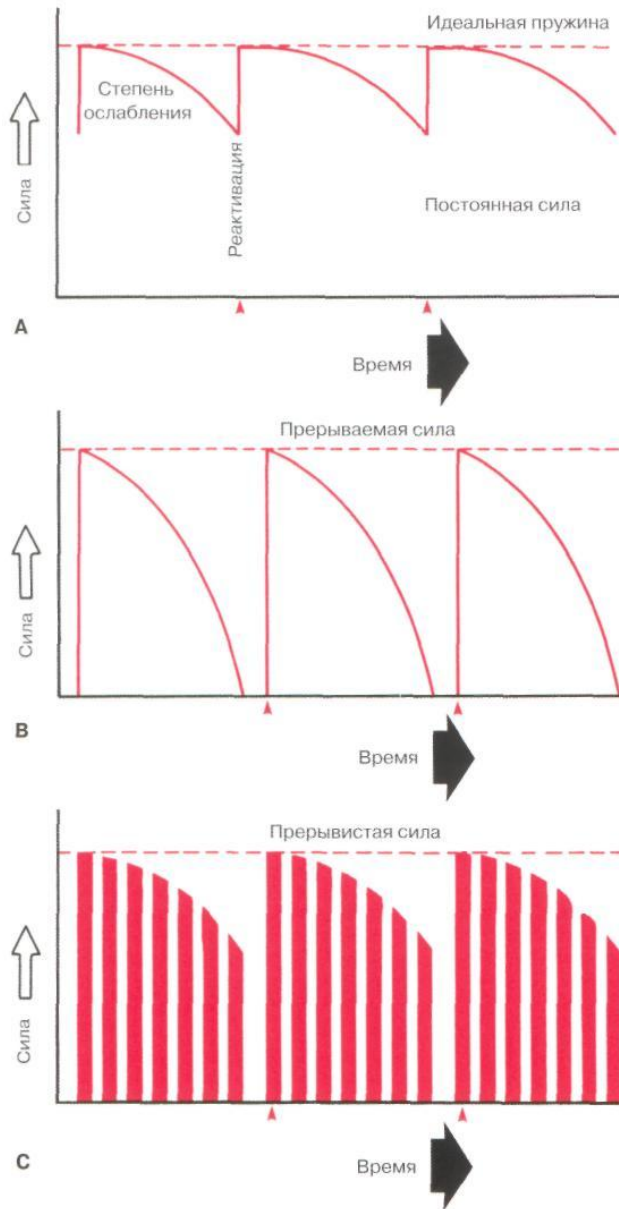 Идеальная пружина
Степень
ослабления
Сила
Реактивация
Постоянная сила
A
Время
Прерываемая сила
Сила
B
Время
Прерывистая сила
Сила
C
Время